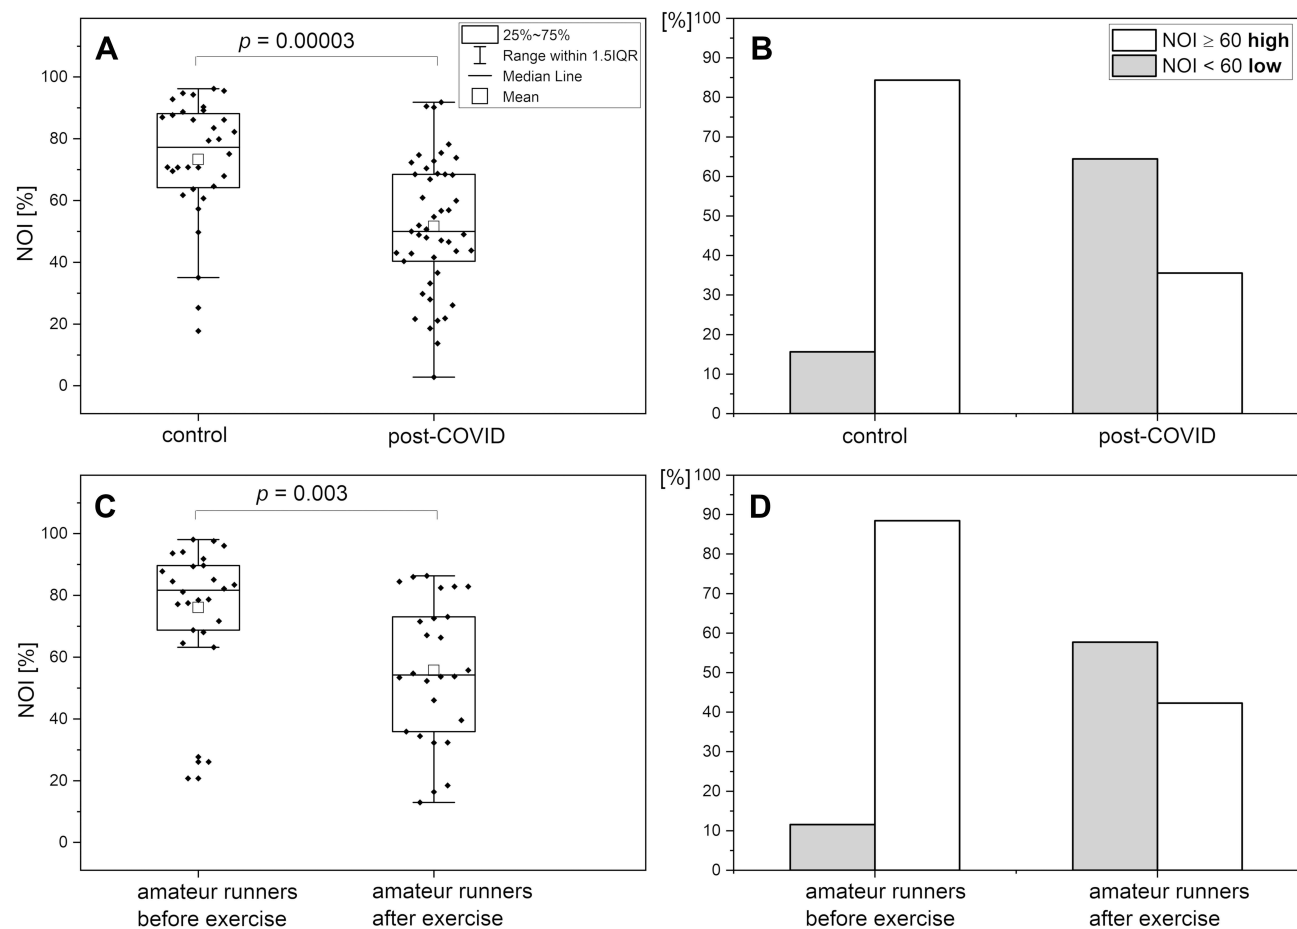 A
p = 0.00003
25%~75%
Range within 1.5IQR
Median Line
Mean
NOI [%]
100
80
60
40
20
0
control
post-COVID
[%]
B
NOI ≥ 60 high
NOI < 60 low
100
90
80
70
60
50
40
30
20
10
0
control
post-COVID
C
p = 0.003
NOI [%]
100
80
60
40
20
0
amateur runners
before exercise
amateur runners
after exercise
[%]
D
100
90
80
70
60
50
40
30
20
10
0
amateur runners
before exercise
amateur runners
after exercise